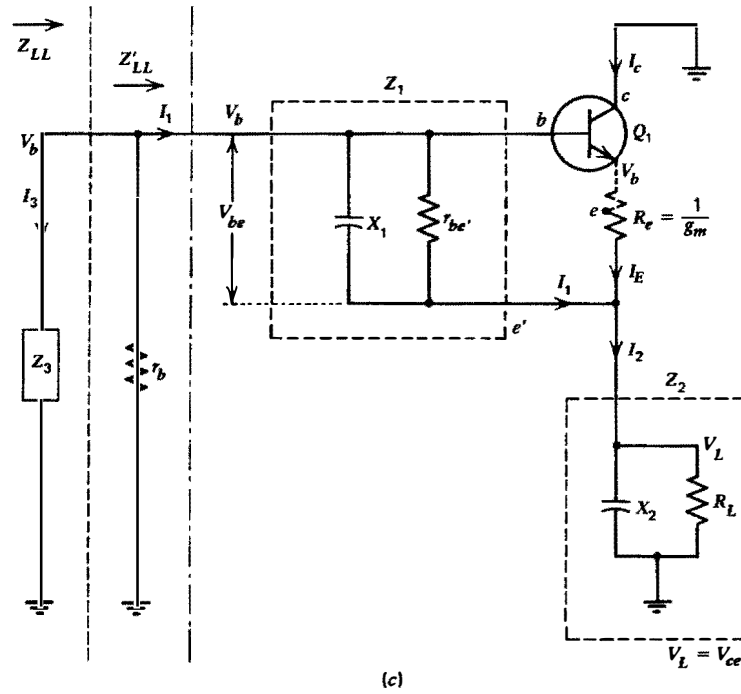 Z_LL
Z'_LL
I_1
V_b
Z_1
I_c
c
b
Q_1
V_b
V_b
I_3
V_be
X_1
r_be'
e
R_e = 1/g_m
I_E
I_1
e'
I_2
Z_3
r_b
Z_2
V_L
X_2
R_L
V_L = V_ce
(c)